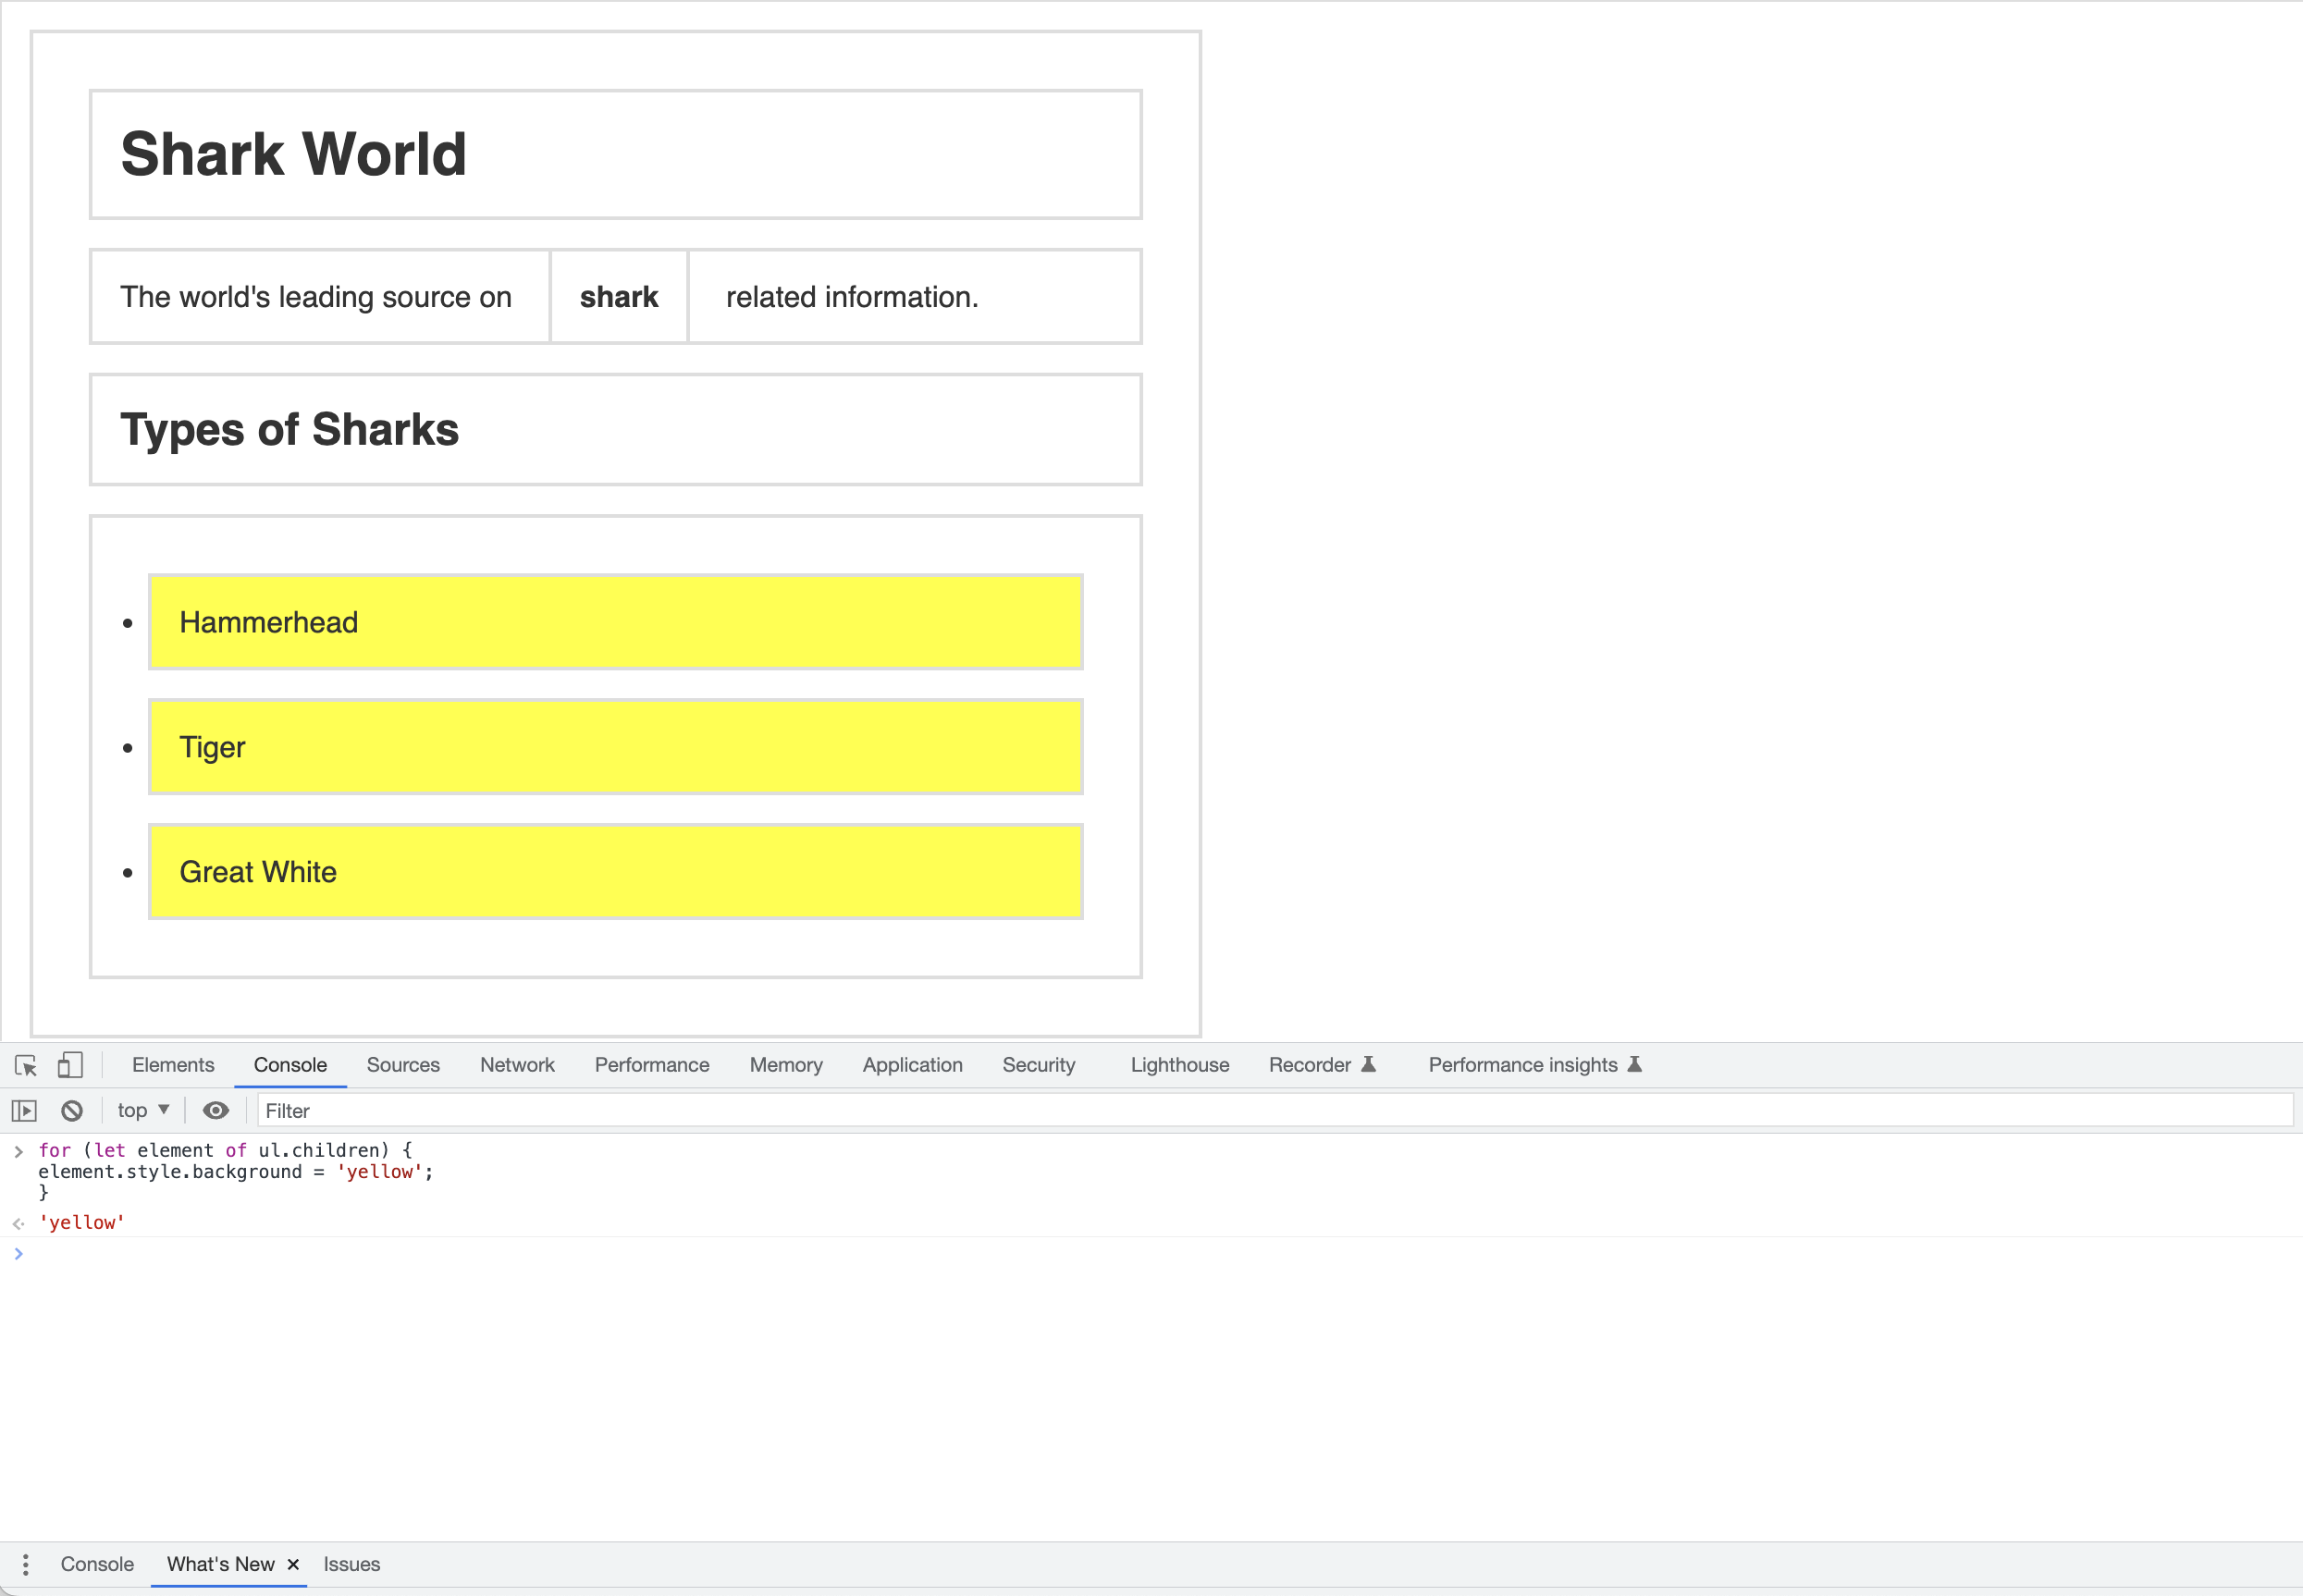 Shark World
The world's leading source on shark related information.
Types of Sharks
• Hammerhead
• Tiger
• Great White
Elements Console Sources Network Performance Memory Application Security Lighthouse Recorder Performance insights
top ▼ Filter
> for (let element of ul.children) {
element.style.background = 'yellow';
}
<· 'yellow'
>
Console What's New × Issues